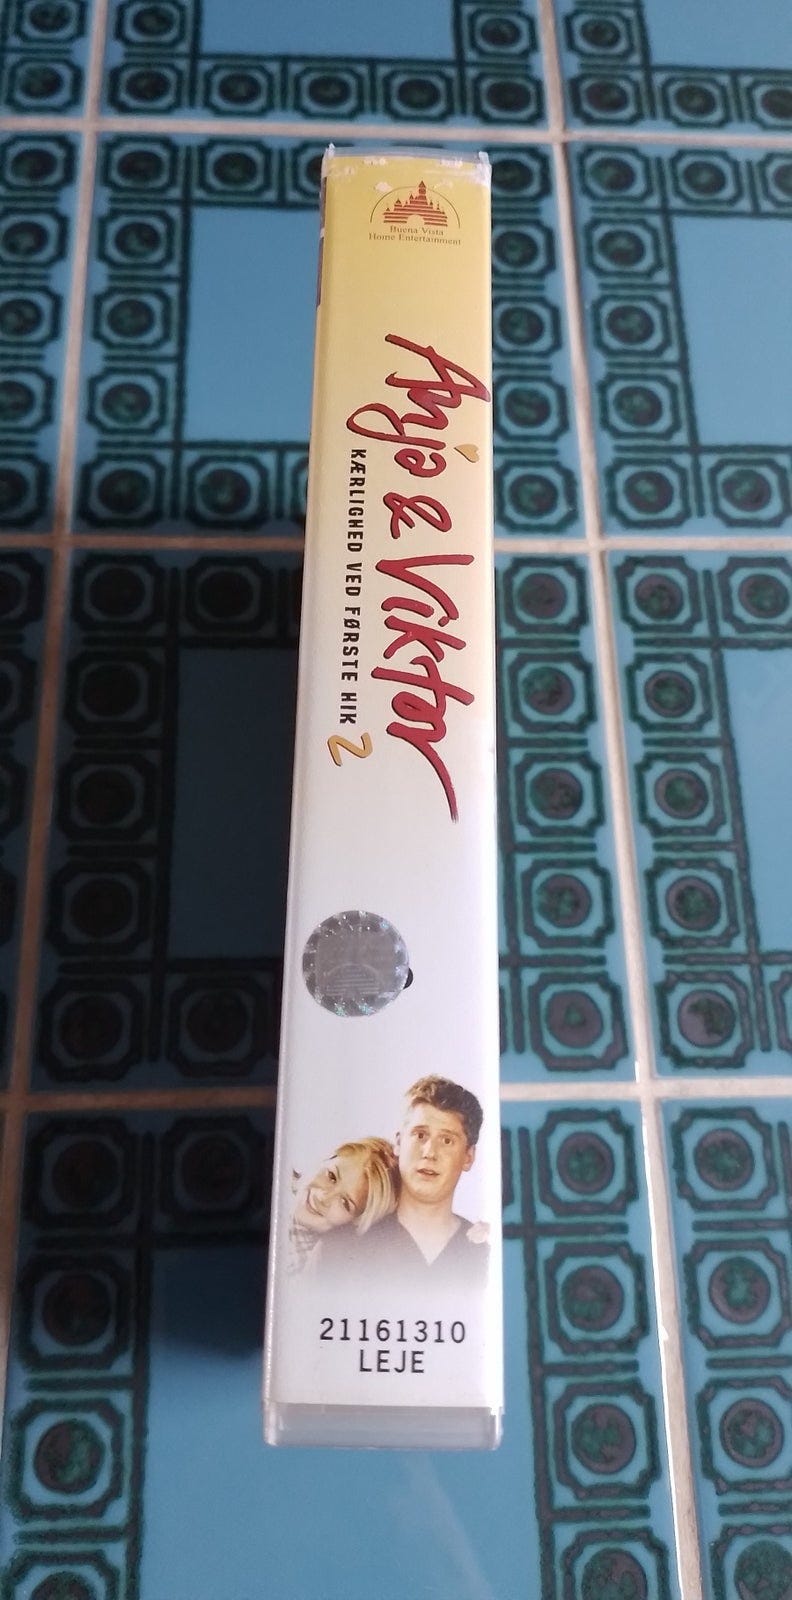 Buena Vista
Home Entertainment
Anja & Viktor
KÆRLIGHED VED FØRSTE HIK 2
21161310
LEJE